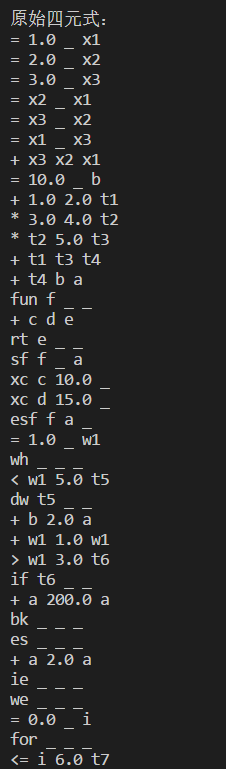 原始四元式:
= 1.0 _ x1
= 2.0 _ x2
= 3.0 _ x3
= x2 _ x1
= x3 _ x2
= x1 _ x3
+ x3 x2 x1
= 10.0 _ b
+ 1.0 2.0 t1
* 3.0 4.0 t2
* t2 5.0 t3
+ t1 t3 t4
+ t4 b a
fun f _ _
+ c d e
rt e _ _
sf f _ a
xc c 10.0 _
xc d 15.0 _
esf f a _
= 1.0 _ w1
wh _ _ _
< w1 5.0 t5
dw t5 _ _
+ b 2.0 a
+ w1 1.0 w1
> w1 3.0 t6
if t6 _ _
+ a 200.0 a
bk _ _ _
es _ _ _
+ a 2.0 a
ie _ _ _
we _ _ _
= 0.0 _ i
for _ _ _
<= i 6.0 t7